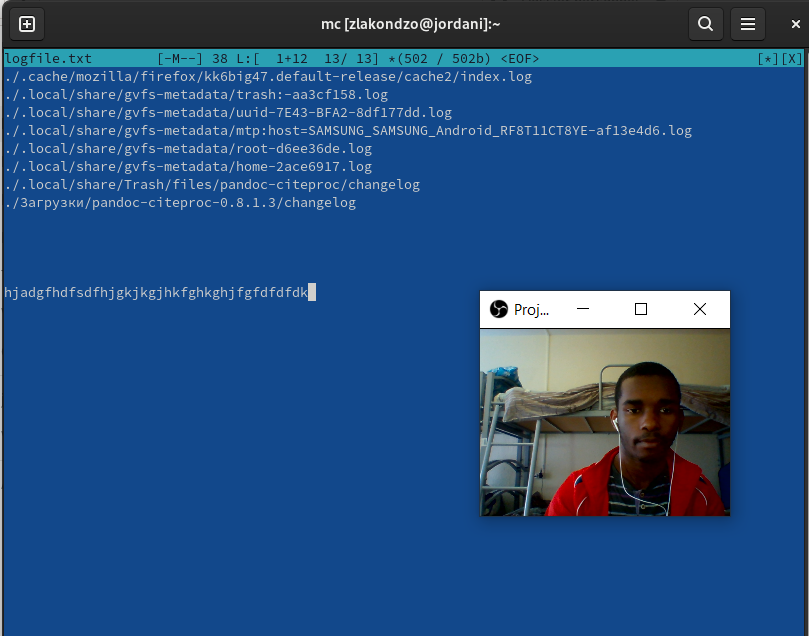 mc [zlakondzo@jordani]:~
logfile.txt [-M--] 38 L:[ 1+12 13/ 13] *(502 / 502b) <EOF> [*][X]
./.cache/mozilla/firefox/kk6big47.default-release/cache2/index.log
./.local/share/gvfs-metadata/trash:-aa3cf158.log
./.local/share/gvfs-metadata/uuid-7E43-BFA2-8df177dd.log
./.local/share/gvfs-metadata/mtp:host=SAMSUNG_SAMSUNG_Android_RF8T11CT8YE-af13e4d6.log
./.local/share/gvfs-metadata/root-d6ee36de.log
./.local/share/gvfs-metadata/home-2ace6917.log
./.local/share/Trash/files/pandoc-citeproc/changelog
./Загрузки/pandoc-citeproc-0.8.1.3/changelog
hjadgfhdfsdfhjgkjkgjhkfghkghjfgfdfdfdk
Proj...